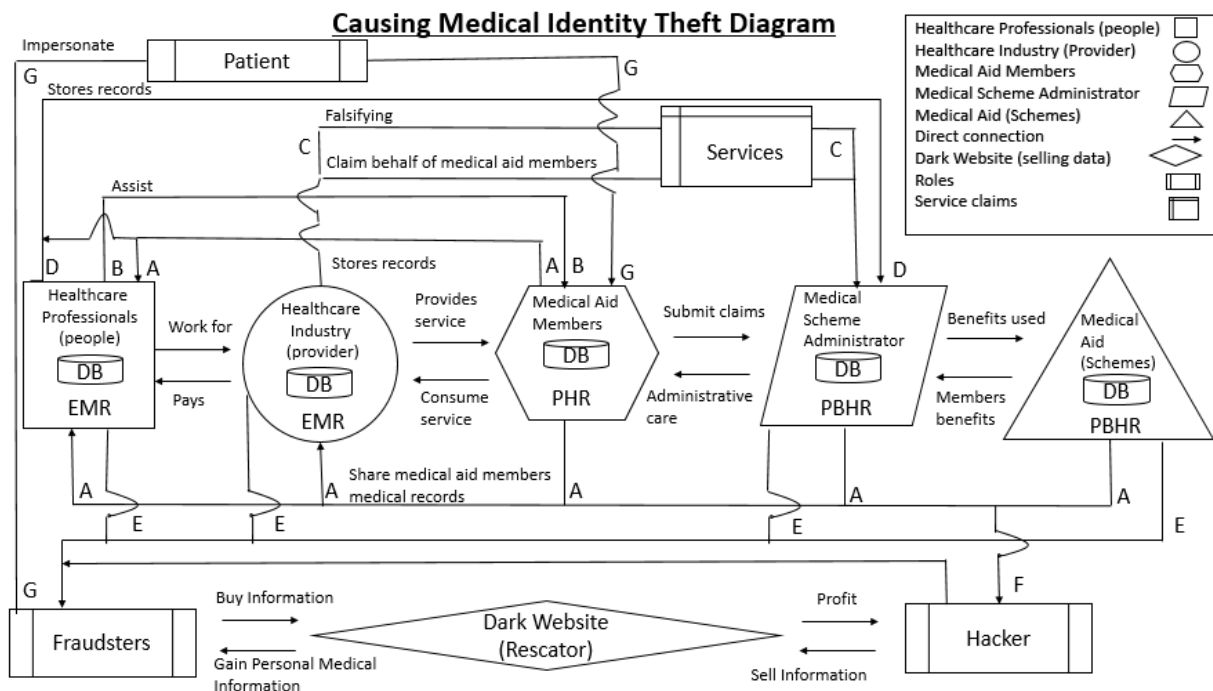 Causing Medical Identity Theft Diagram
Healthcare Professionals (people)
Healthcare Industry (Provider)
Medical Aid Members
Medical Scheme Administrator
Medical Aid (Schemes)
Direct connection
Dark Website (selling data)
Roles
Service claims
Impersonate
G
Patient
G
Stores records
Falsifying
C
Services
C
Claim behalf of medical aid members
Assist
D
B
A
Stores records
A
B
G
D
Healthcare
Professionals
(people)
DB
EMR
Work for
Pays
Healthcare
Industry
(provider)
DB
EMR
Provides
service
Consume
service
Medical Aid
Members
DB
PHR
Submit claims
Administrative
care
Medical
Scheme
Administrator
DB
PBHR
Benefits used
Members
benefits
Medical
Aid
(Schemes)
DB
PBHR
Share medical aid members
medical records
A
A
A
A
A
E
E
E
E
G
F
Fraudsters
Buy Information
Gain Personal Medical
Information
Dark Website
(Rescator)
Profit
Sell Information
Hacker